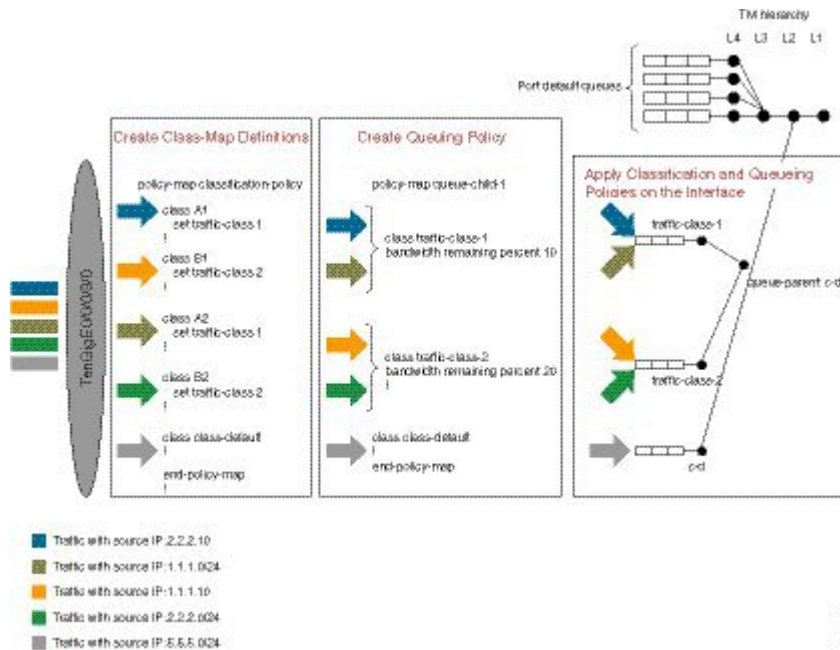 TM hierarchy
L4 L3 L2 L1
Port default queues
Create Class-Map Definitions
policy-map classification-policy
class A1
set traffic-class-1
!
class B1
set traffic-class-2
!
class A2
set traffic-class-1
!
class B2
set traffic-class-2
!
class class-default
!
end-policy-map
!
Create Queuing Policy
policy-map queue-child-1
class traffic-class-1
bandwidth remaining percent 10
!
class traffic-class-2
bandwidth remaining percent 20
!
class class-default
!
end-policy-map
Apply Classification and Queueing
Policies on the Interface
traffic-class-1
queue-parent c-d
traffic-class-2
c-d
TenGigE0/0/0/3/0
Traffic with source IP:2.2.2.10
Traffic with source IP:1.1.1.0/24
Traffic with source IP:1.1.1.10
Traffic with source IP:2.2.2.0/24
Traffic with source IP:5.5.5.0/24